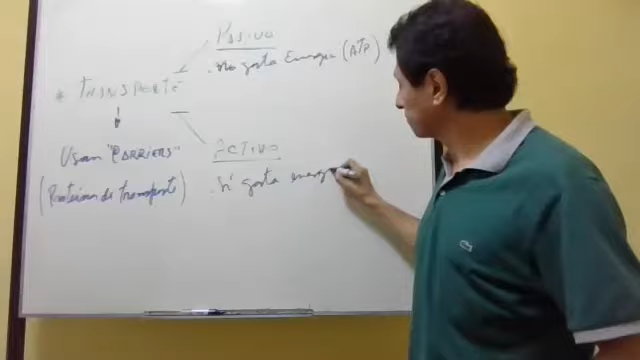 PASIVO
. No gasta Energía (ATP)
* TRANSPORTE
Usan "CARRIERS"
(Proteínas de transporte)
ACTIVO
. Sí gasta energ